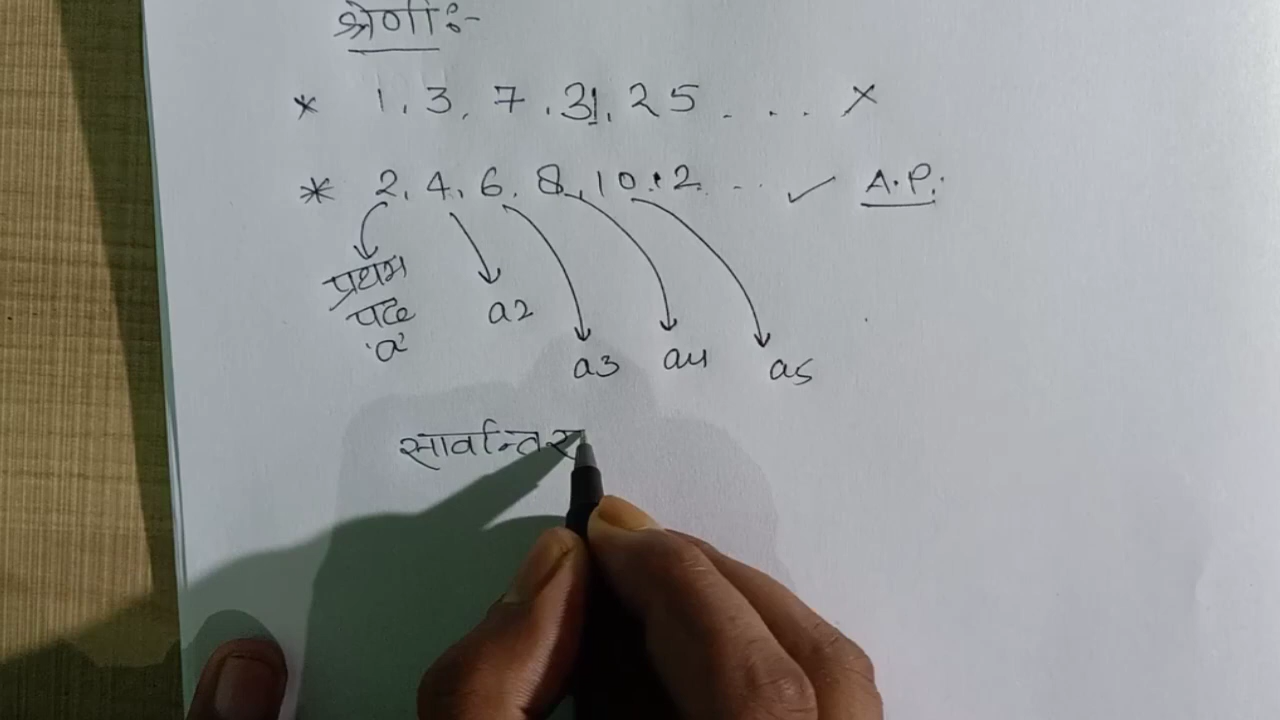 श्रेणी:-
* 1, 3, 7, 31, 25 . . . ×
* 2, 4, 6, 8, 10, 12 . . . ✓ A.P.
प्रथम
पद
'a'
a2
a3
a4
a5
सार्वान्तर